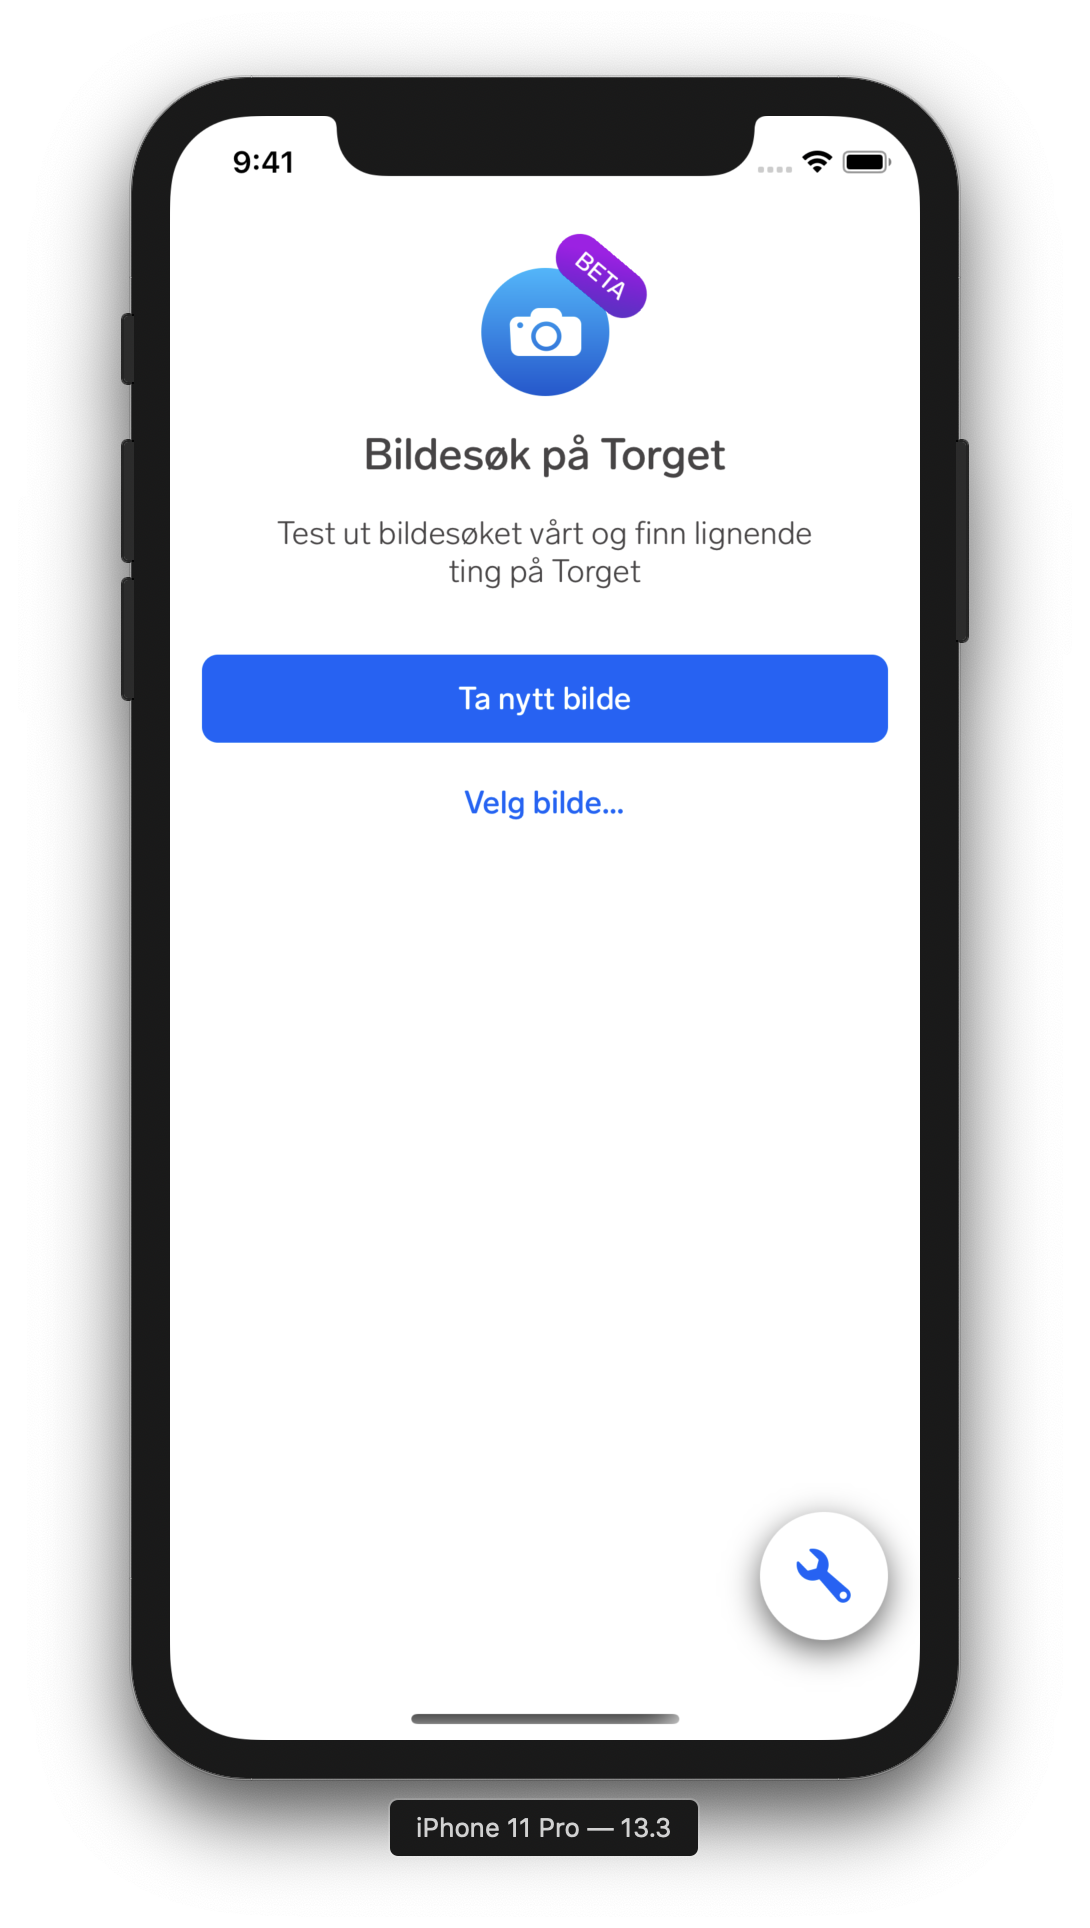 9:41
BETA
Bildesøk på Torget
Test ut bildesøket vårt og finn lignende
ting på Torget
Ta nytt bilde
Velg bilde...
iPhone 11 Pro — 13.3